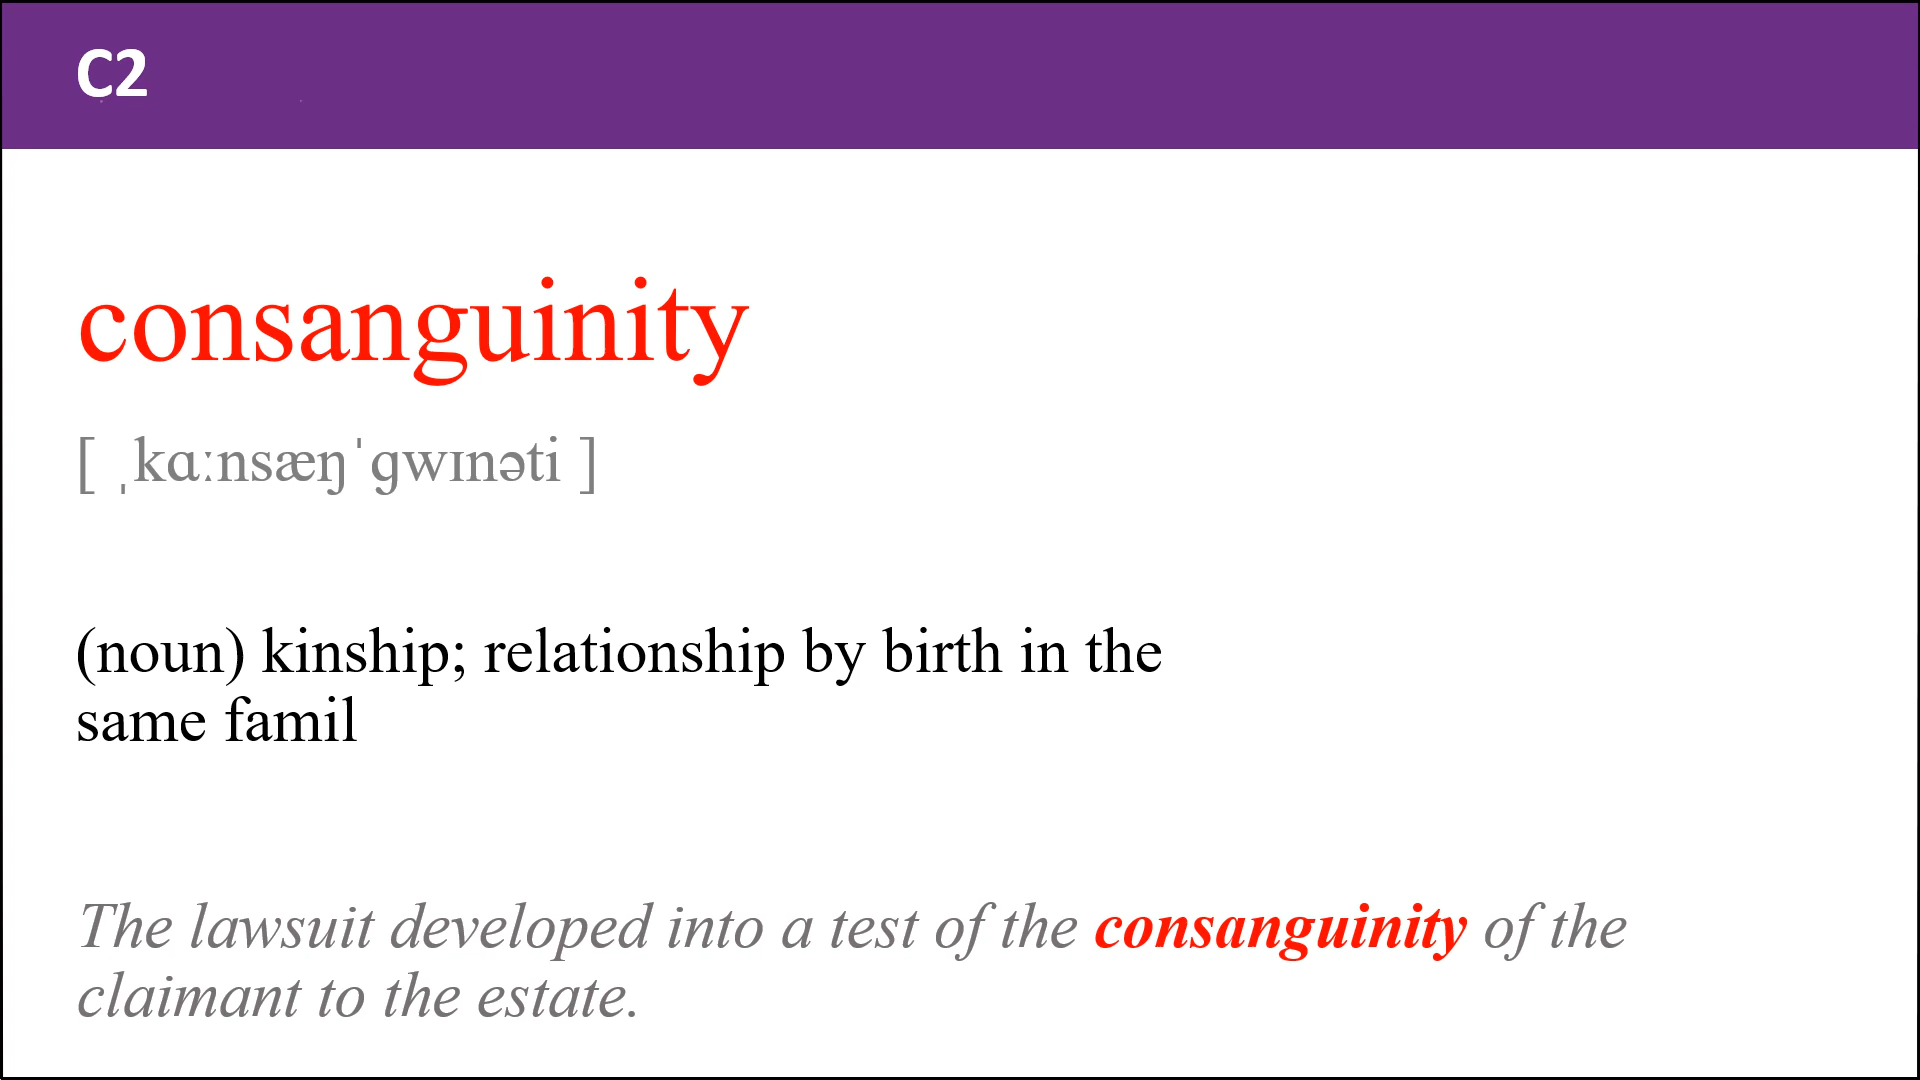 C2
consanguinity
[ ˌkɑːnsæŋˈɡwɪnəti ]
(noun) kinship; relationship by birth in the
same famil
The lawsuit developed into a test of the consanguinity of the
claimant to the estate.